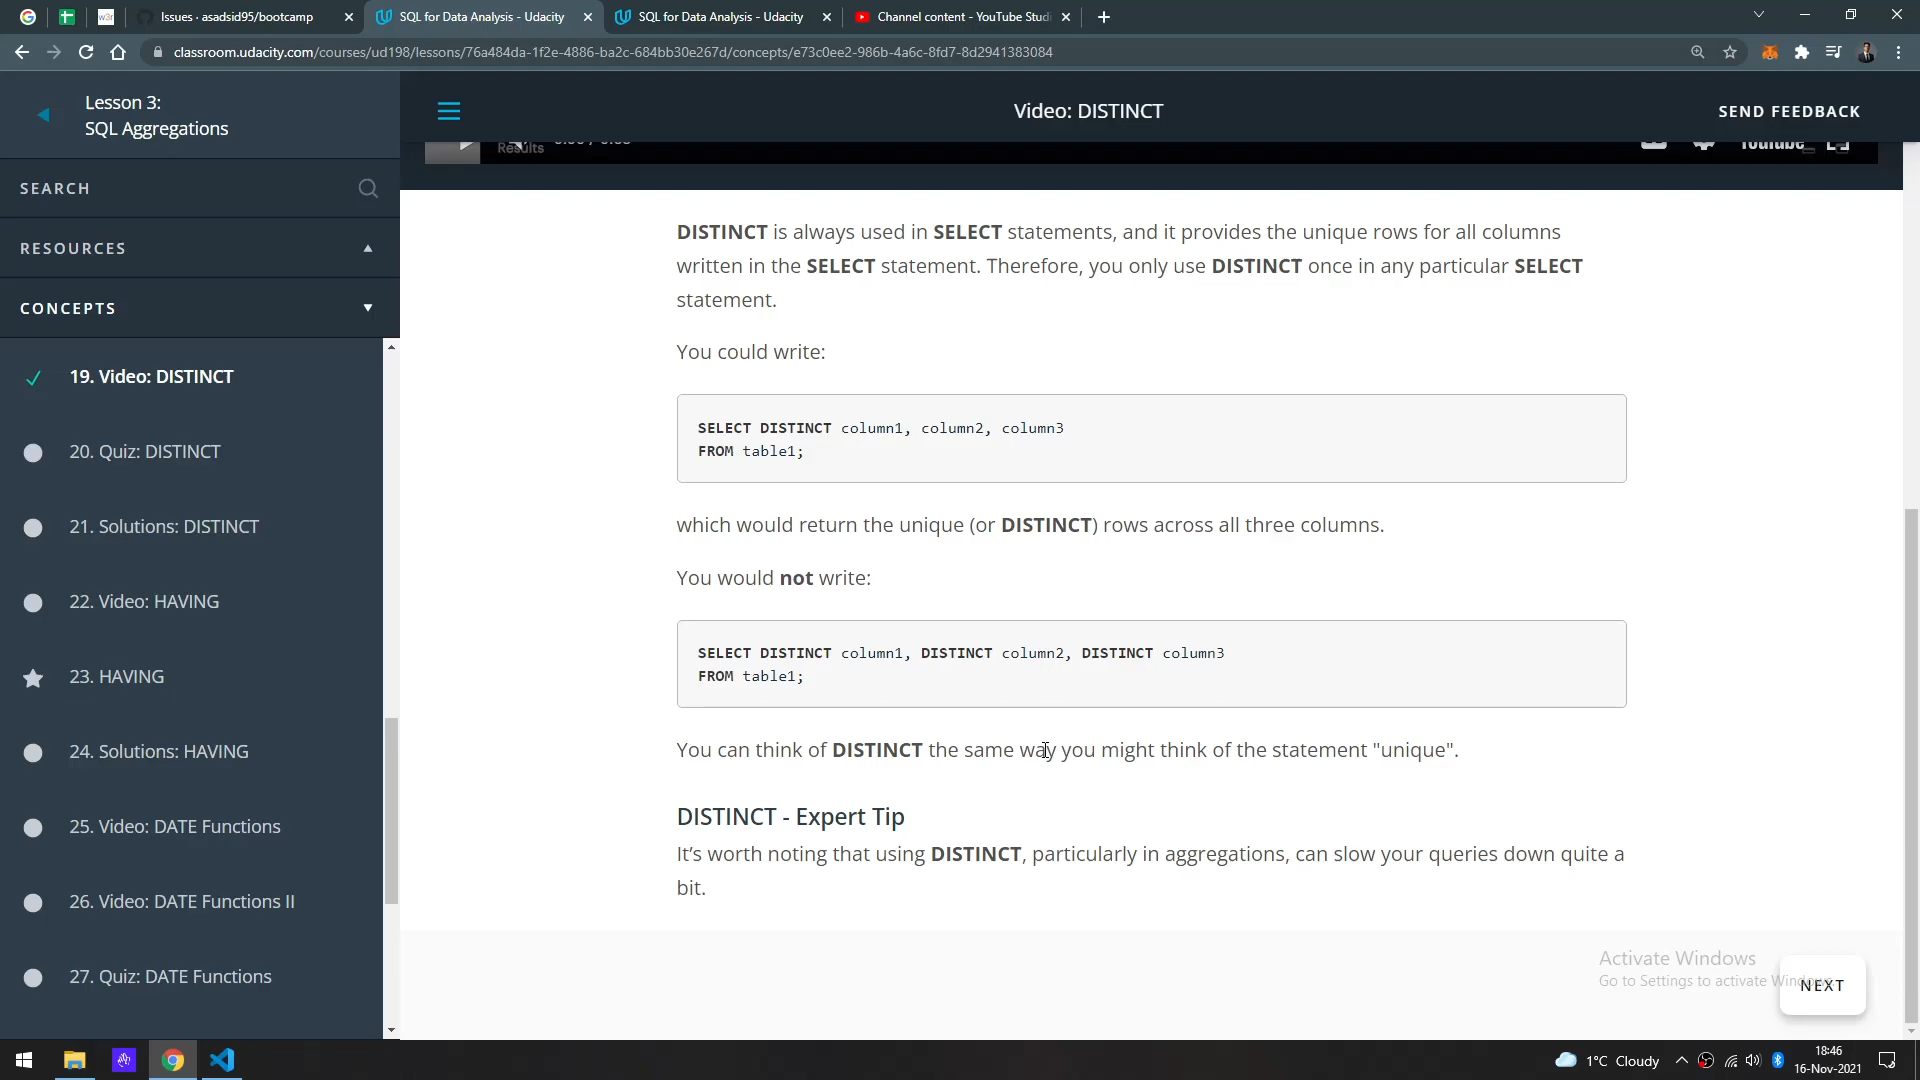 Issues · asadsid95/bootcamp
SQL for Data Analysis - Udacity
SQL for Data Analysis - Udacity
Channel content - YouTube Studi
classroom.udacity.com/courses/ud198/lessons/76a484da-1f2e-4886-ba2c-684bb30e267d/concepts/e73c0ee2-986b-4a6c-8fd7-8d2941383084
Lesson 3:
SQL Aggregations
SEARCH
RESOURCES
CONCEPTS
19. Video: DISTINCT
20. Quiz: DISTINCT
21. Solutions: DISTINCT
22. Video: HAVING
23. HAVING
24. Solutions: HAVING
25. Video: DATE Functions
26. Video: DATE Functions II
27. Quiz: DATE Functions
Video: DISTINCT
SEND FEEDBACK
Results
YouTube
DISTINCT is always used in SELECT statements, and it provides the unique rows for all columns
written in the SELECT statement. Therefore, you only use DISTINCT once in any particular SELECT
statement.
You could write:
SELECT DISTINCT column1, column2, column3
FROM table1;
which would return the unique (or DISTINCT) rows across all three columns.
You would not write:
SELECT DISTINCT column1, DISTINCT column2, DISTINCT column3
FROM table1;
You can think of DISTINCT the same way you might think of the statement "unique".
DISTINCT - Expert Tip
It’s worth noting that using DISTINCT, particularly in aggregations, can slow your queries down quite a
bit.
Activate Windows
Go to Settings to activate Windows.
NEXT
1°C Cloudy
18:46
16-Nov-2021